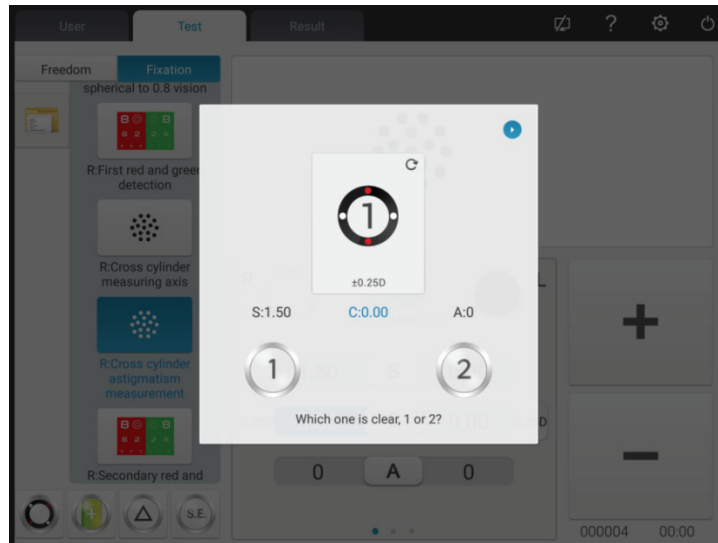 User
Test
Result
?
Freedom
Fixation
spherical to 0.8 vision
R:First red and green
detection
R:Cross cylinder
measuring axis
R:Cross cylinder
astigmatism
measurement
R:Secondary red and
S.E.
1
±0.25D
S:1.50
C:0.00
A:0
1
2
Which one is clear, 1 or 2?
R
L
S
0
A
0
+
−
000004
00:00